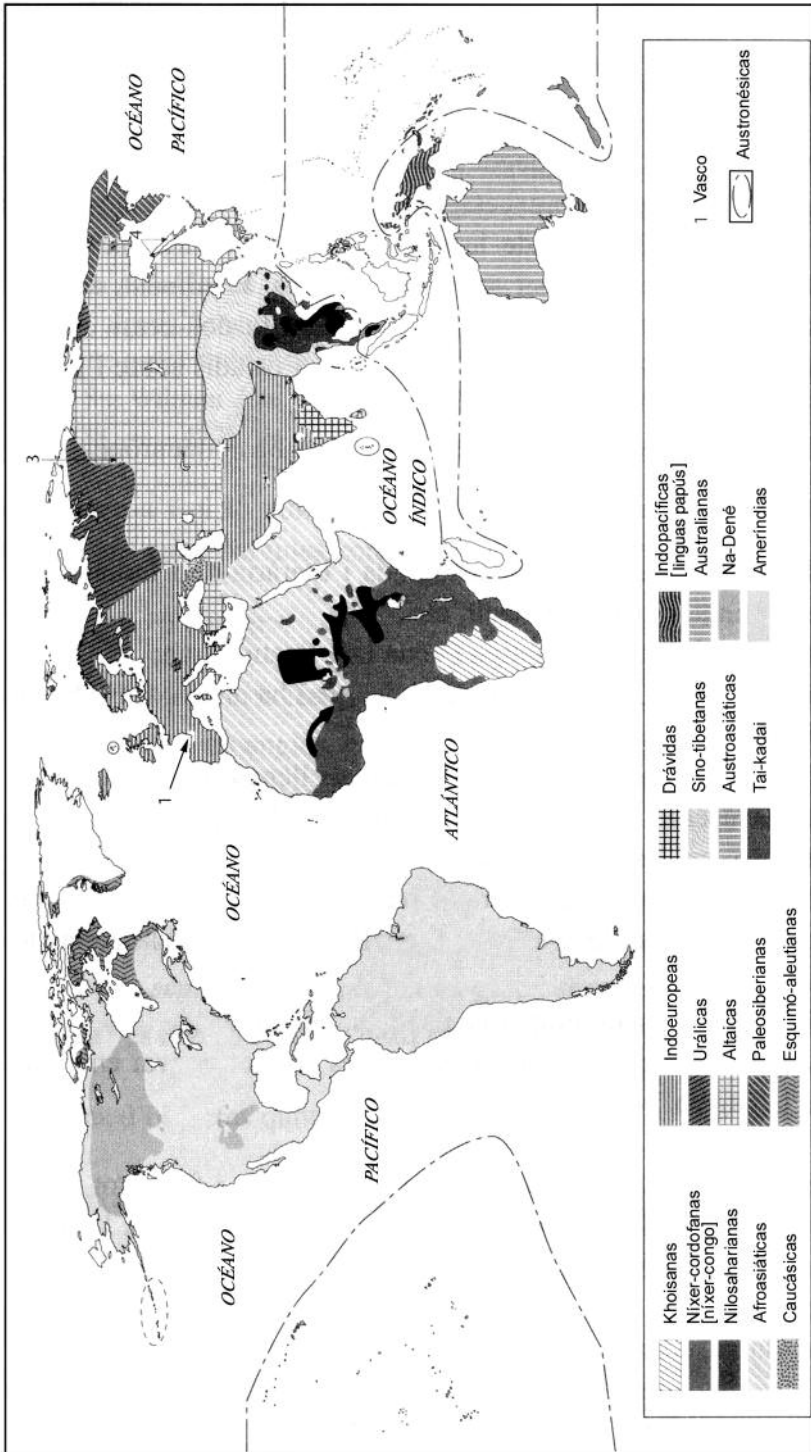 OCÉANO
PACÍFICO
OCÉANO
ATLÁNTICO
OCÉANO
ÍNDICO
OCÉANO
PACÍFICO
1
3
4
Khoisanas
Níxer-cordofanas
[níxer-congo]
Nilosaharianas
Afroasiáticas
Caucásicas
Indoeuropeas
Urálicas
Altaicas
Paleosiberianas
Esquimó-aleutianas
Drávidas
Sino-tibetanas
Austroasiáticas
Tai-kadai
Indopacíficas
[linguas papús]
Australianas
Na-Dené
Amerindias
1 Vasco
Austronésicas